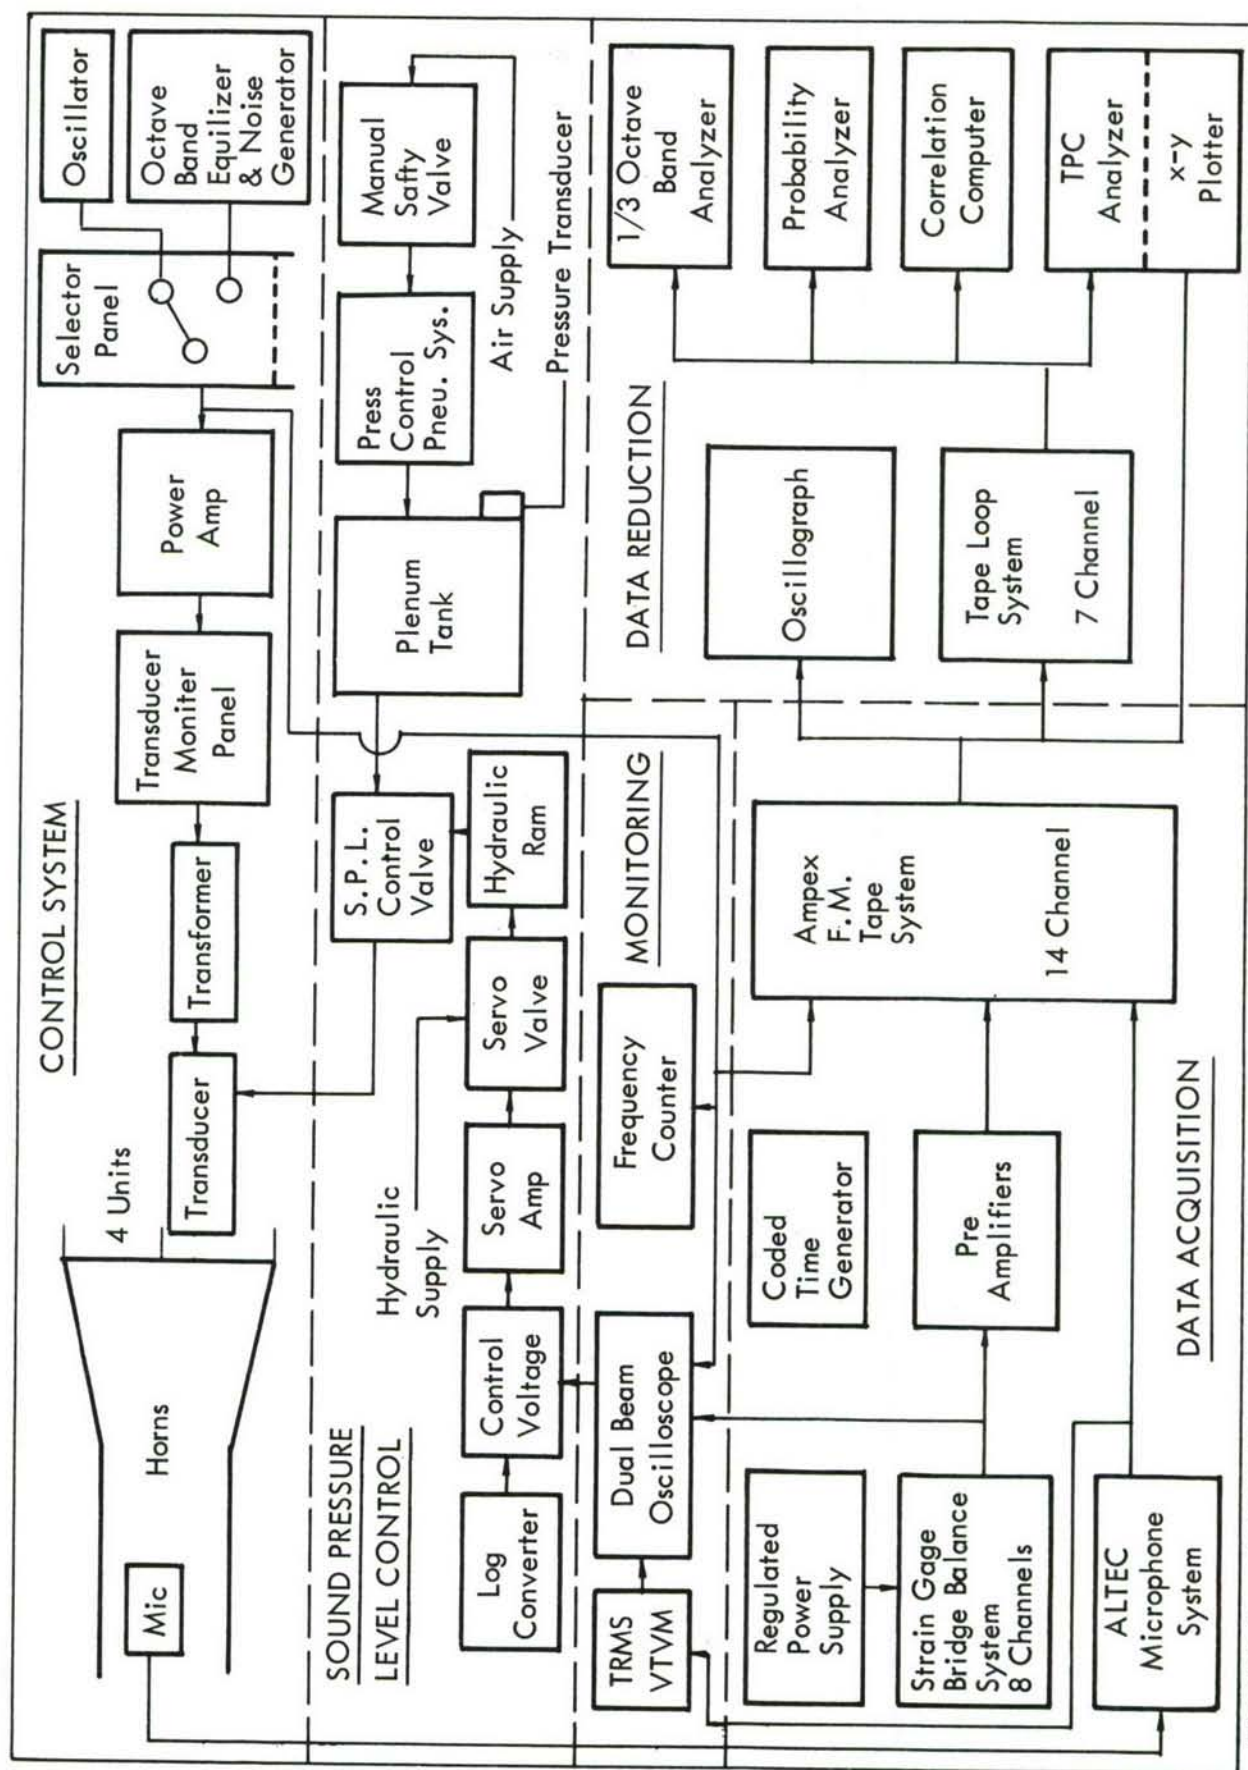 CONTROL SYSTEM
Oscillator
Octave
Band
Equilizer
& Noise
Generator
Selector
Panel
Power
Amp
Transducer
Moniter
Panel
Transformer
Transducer
4 Units
Horns
Mic
SOUND PRESSURE
LEVEL CONTROL
Manual
Safty
Valve
Air Supply
Pressure Transducer
Press
Control
Pneu. Sys.
Plenum
Tank
S.P.L.
Control
Valve
Hydraulic
Ram
Servo
Valve
Hydraulic
Supply
Servo
Amp
Control
Voltage
Log
Converter
MONITORING
Frequency
Counter
Dual Beam
Oscilloscope
TRMS
VTVM
DATA ACQUISITION
Regulated
Power
Supply
Strain Gage
Bridge Balance
System
8 Channels
ALTEC
Microphone
System
Coded
Time
Generator
Pre
Amplifiers
Ampex
F.M.
Tape
System
14 Channel
DATA REDUCTION
Oscillograph
Tape Loop
System
7 Channel
1/3 Octave
Band
Analyzer
Probability
Analyzer
Correlation
Computer
TPC
Analyzer
x-y
Plotter